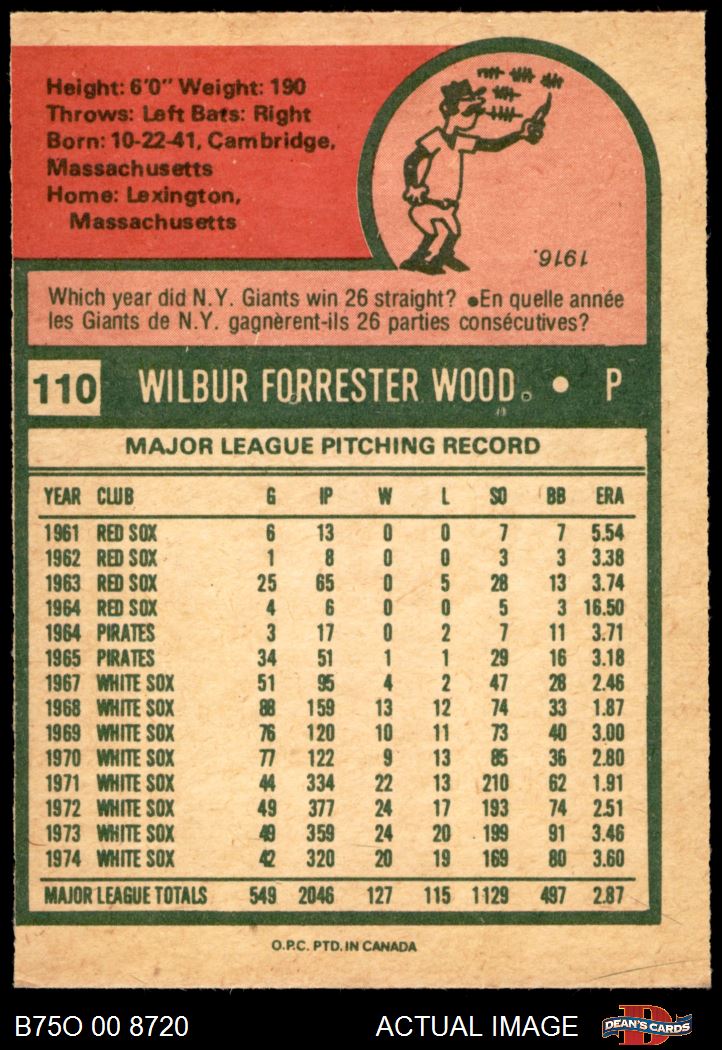 Height: 6'0" Weight: 190
Throws: Left Bats: Right
Born: 10-22-41, Cambridge,
Massachusetts
Home: Lexington,
Massachusetts
1916.
Which year did N.Y. Giants win 26 straight? •En quelle année
les Giants de N.Y. gagnèrent-ils 26 parties consécutives?
110 WILBUR FORRESTER WOOD. • P
MAJOR LEAGUE PITCHING RECORD
YEAR CLUB G IP W L SO BB ERA
1961 RED SOX 6 13 0 0 7 7 5.54
1962 RED SOX 1 8 0 0 3 3 3.38
1963 RED SOX 25 65 0 5 28 13 3.74
1964 RED SOX 4 6 0 0 5 3 16.50
1964 PIRATES 3 17 0 2 7 11 3.71
1965 PIRATES 34 51 1 1 29 16 3.18
1967 WHITE SOX 51 95 4 2 47 28 2.46
1968 WHITE SOX 88 159 13 12 74 33 1.87
1969 WHITE SOX 76 120 10 11 73 40 3.00
1970 WHITE SOX 77 122 9 13 85 36 2.80
1971 WHITE SOX 44 334 22 13 210 62 1.91
1972 WHITE SOX 49 377 24 17 193 74 2.51
1973 WHITE SOX 49 359 24 20 199 91 3.46
1974 WHITE SOX 42 320 20 19 169 80 3.60
MAJOR LEAGUE TOTALS 549 2046 127 115 1129 497 2.87
O.P.C. PTD. IN CANADA
B75O 00 8720 ACTUAL IMAGE D DEAN'S CARDS